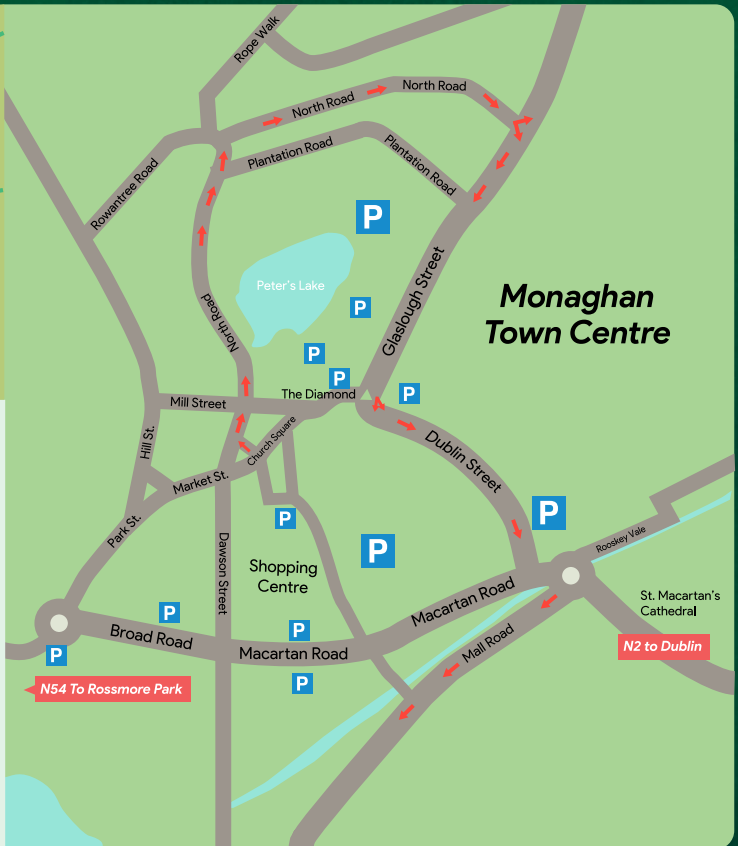 Rope Walk
North Road
North Road
Plantation Road
Plantation Road
Rowantree Road
P
Peter's Lake
Glaslough Street
Monaghan
Town Centre
P
North Road
P
P
The Diamond
P
Mill Street
Church Square
Hill St.
Dublin Street
Market St.
P
P
Park St.
Rooskey Vale
Dawson Street
P
Shopping
Centre
Macartan Road
St. Macartan's
Cathedral
P
Broad Road
P
Macartan Road
Mall Road
N2 to Dublin
P
P
N54 To Rossmore Park